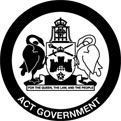 FOR THE QUEEN, THE LAW, AND THE PEOPLE
ACT GOVERNMENT